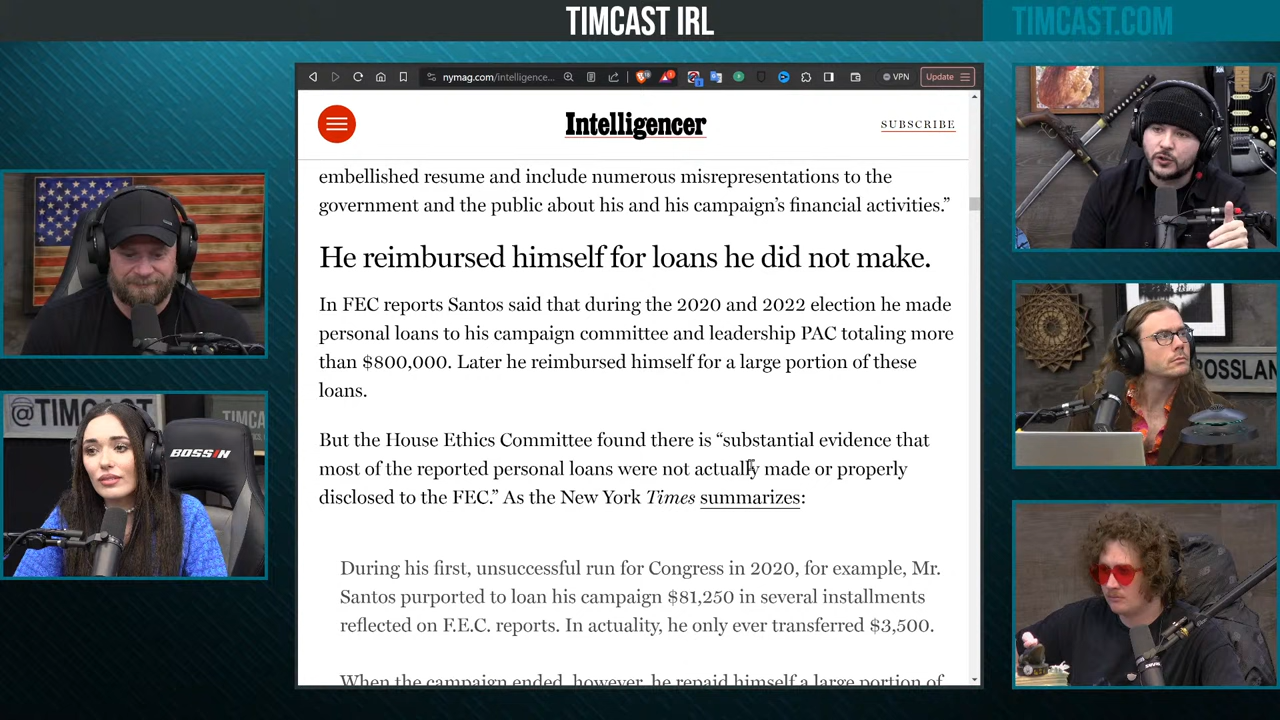 TIMCAST IRL
TIMCAST.COM
nymag.com/intelligence...
VPN
Update
Intelligencer
SUBSCRIBE
embellished resume and include numerous misrepresentations to the
government and the public about his and his campaign’s financial activities.”
He reimbursed himself for loans he did not make.
In FEC reports Santos said that during the 2020 and 2022 election he made
personal loans to his campaign committee and leadership PAC totaling more
than $800,000. Later he reimbursed himself for a large portion of these
loans.
But the House Ethics Committee found there is “substantial evidence that
most of the reported personal loans were not actually made or properly
disclosed to the FEC.” As the New York Times summarizes:
During his first, unsuccessful run for Congress in 2020, for example, Mr.
Santos purported to loan his campaign $81,250 in several installments
reflected on F.E.C. reports. In actuality, he only ever transferred $3,500.
When the campaign ended, however, he repaid himself a large portion of
@TIMCAST
TIMCA
BOSSIN
ROSSLAN